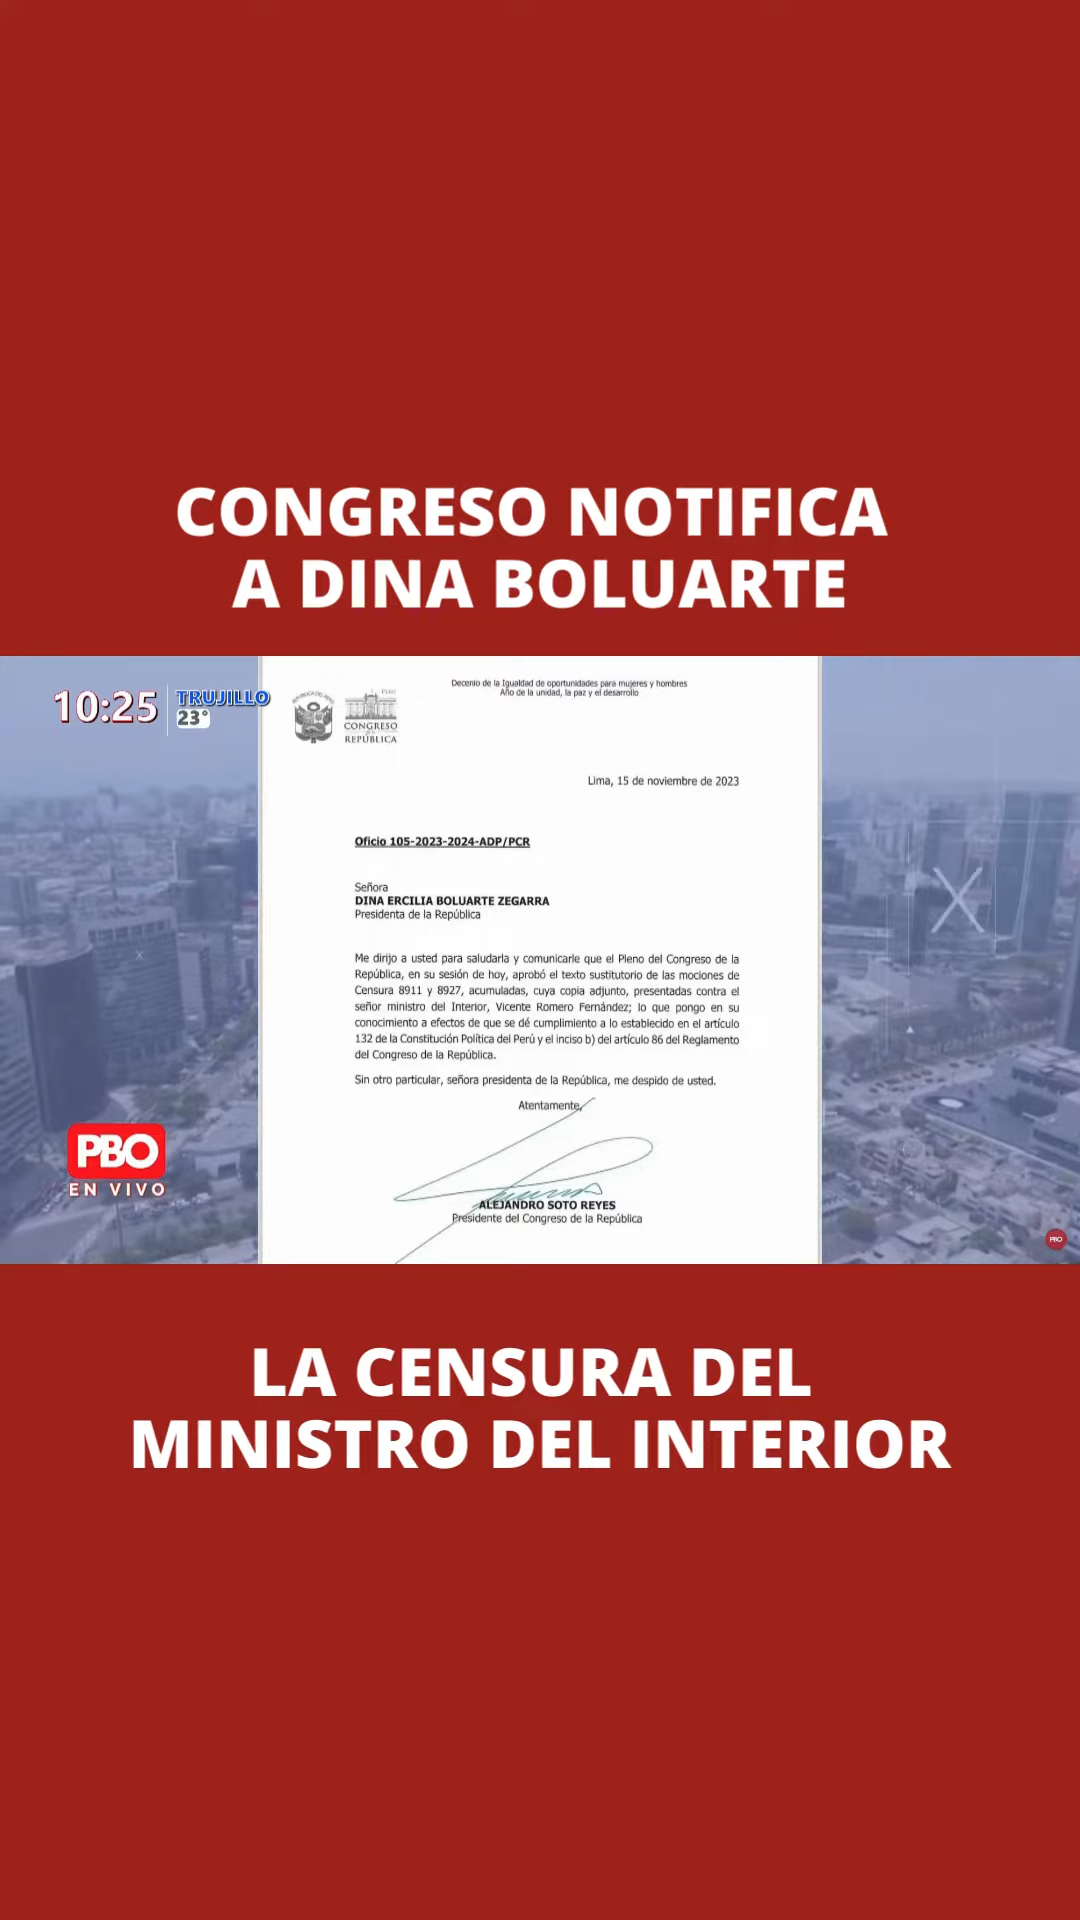 CONGRESO NOTIFICA
A DINA BOLUARTE
10:25
TRUJILLO
23°
Decenio de la Igualdad de oportunidades para mujeres y hombres
Año de la unidad, la paz y el desarrollo
REPÚBLICA DEL PERÚ
PERÚ
CONGRESO
REPÚBLICA
Lima, 15 de noviembre de 2023
Oficio 105-2023-2024-ADP/PCR
Señora
DINA ERCILIA BOLUARTE ZEGARRA
Presidenta de la República
Me dirijo a usted para saludarla y comunicarle que el Pleno del Congreso de la
República, en su sesión de hoy, aprobó el texto sustitutorio de las mociones de
Censura 8911 y 8927, acumuladas, cuya copia adjunto, presentadas contra el
señor ministro del Interior, Vicente Romero Fernández; lo que pongo en su
conocimiento a efectos de que se dé cumplimiento a lo establecido en el artículo
132 de la Constitución Política del Perú y el inciso b) del artículo 86 del Reglamento
del Congreso de la República.
Sin otro particular, señora presidenta de la República, me despido de usted.
Atentamente,
ALEJANDRO SOTO REYES
Presidente del Congreso de la República
PBO
EN VIVO
PBO
LA CENSURA DEL
MINISTRO DEL INTERIOR